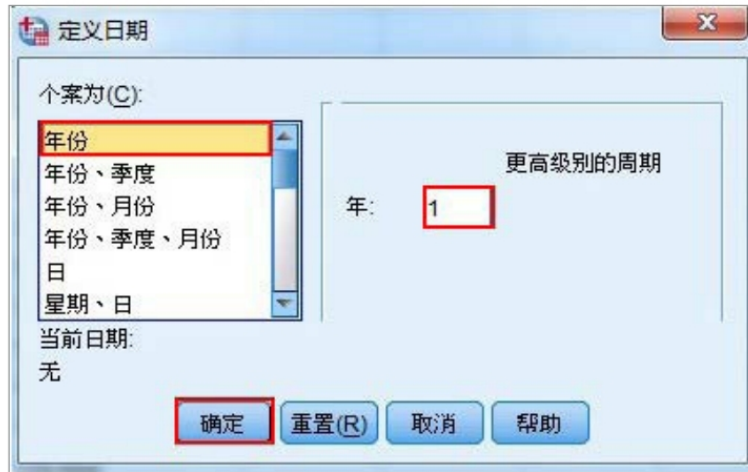 定义日期
个案为(C):
年份
年份、季度
年份、月份
年份、季度、月份
日
星期、日
更高级别的周期
年: 1
当前日期:
无
确定 重置(R) 取消 帮助